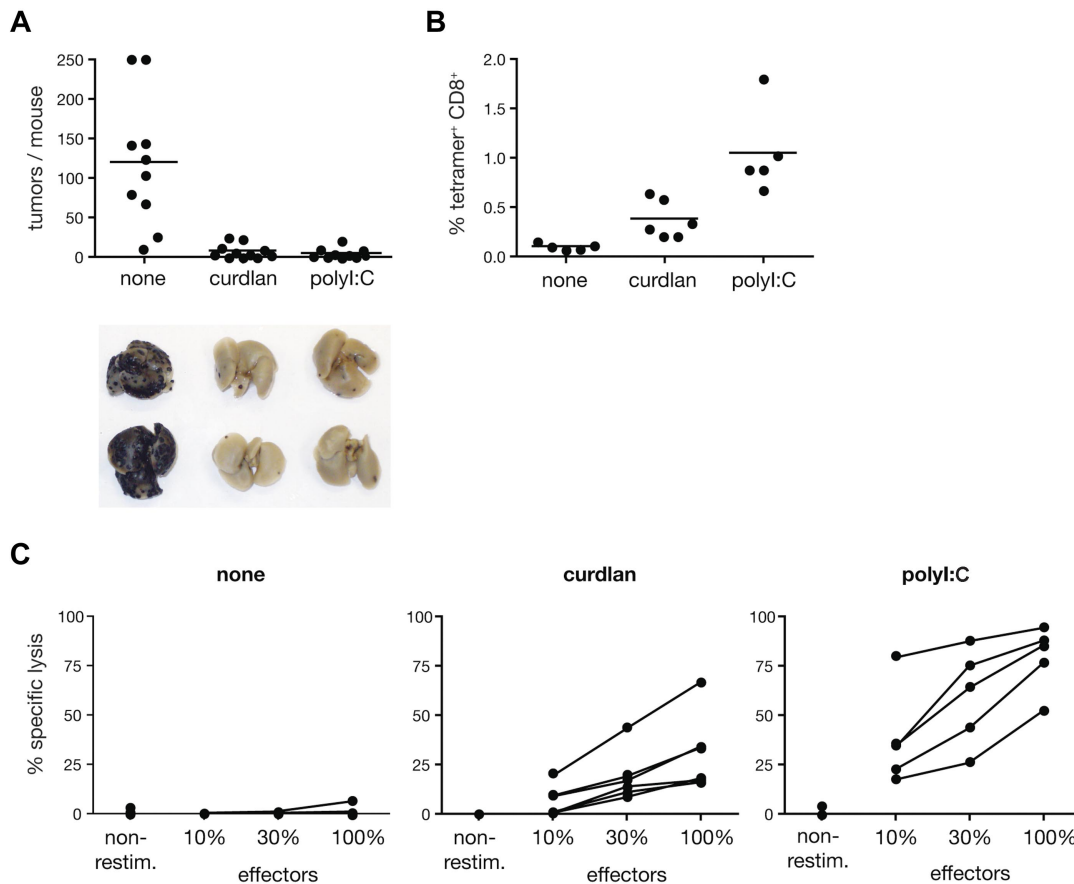 A
tumors / mouse
250
200
150
100
50
0
none curdlan polyI:C
B
% tetramer⁺ CD8⁺
2.0
1.5
1.0
0.5
0.0
none curdlan polyI:C
C
none
% specific lysis
100
75
50
25
0
non-restim. 10% 30% 100%
effectors
curdlan
100
75
50
25
0
non-restim. 10% 30% 100%
effectors
polyI:C
100
75
50
25
0
non-restim. 10% 30% 100%
effectors